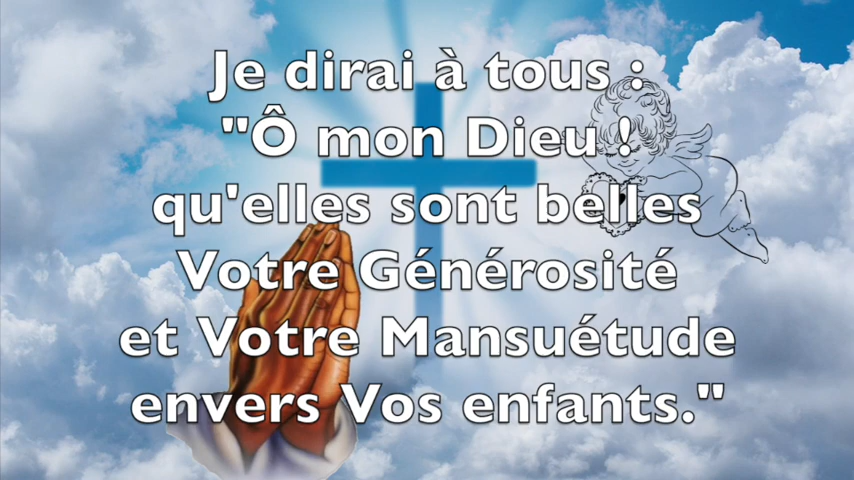 Je dirai à tous :
"Ô mon Dieu !
qu'elles sont belles
Votre Générosité
et Votre Mansuétude
envers Vos enfants."